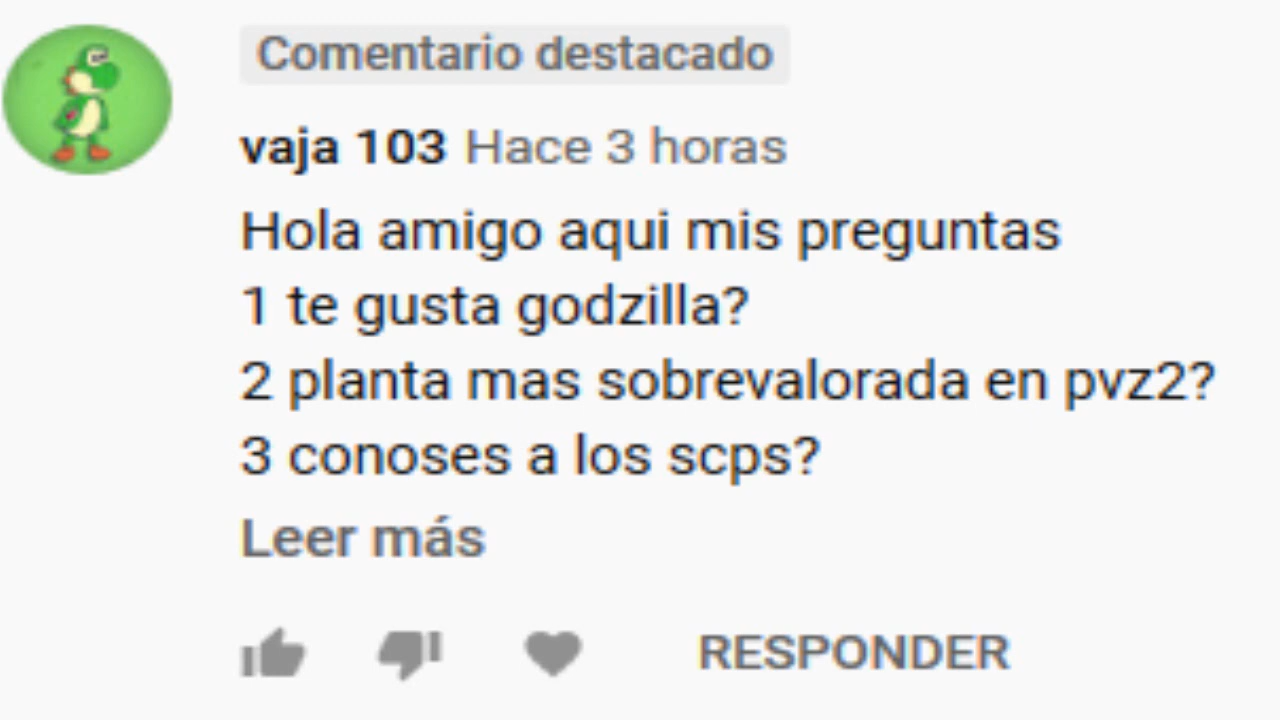 Comentario destacado
vaja 103 Hace 3 horas
Hola amigo aqui mis preguntas
1 te gusta godzilla?
2 planta mas sobrevalorada en pvz2?
3 conoses a los scps?
Leer más
RESPONDER